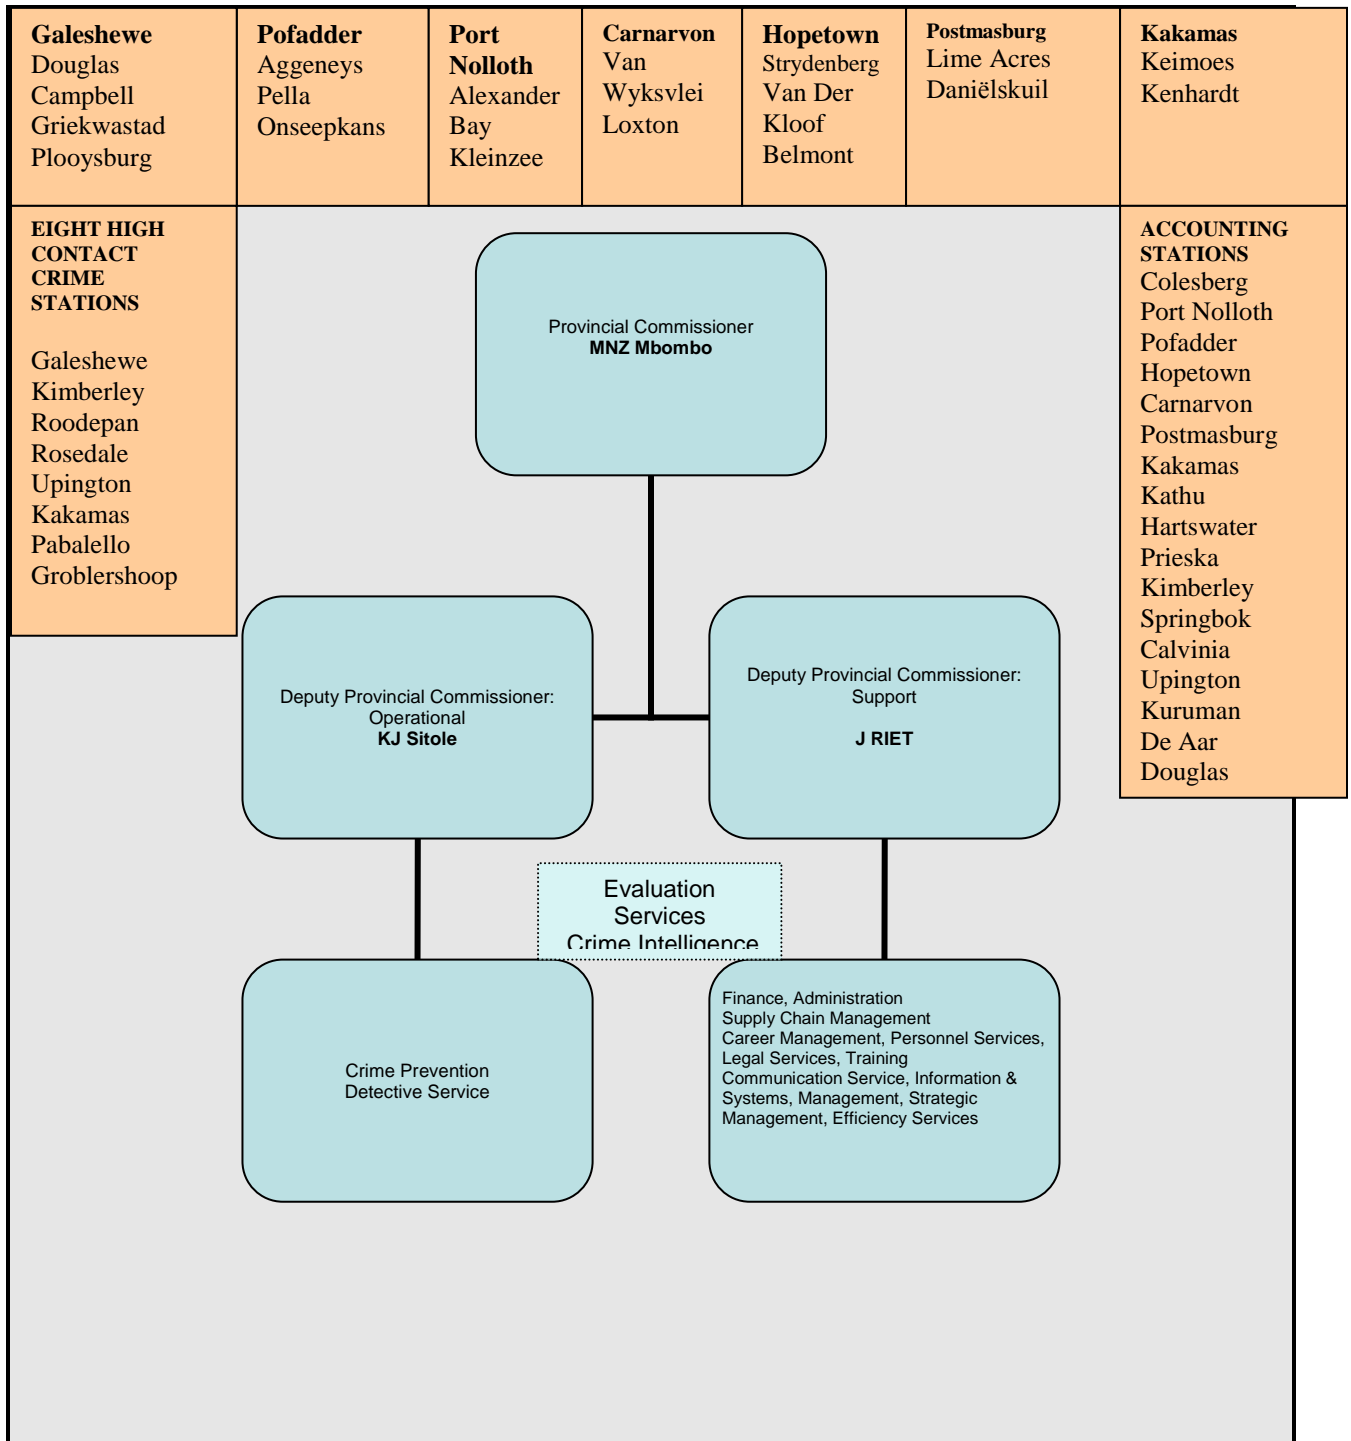 Galeshewe
Douglas
Campbell
Griekwastad
Plooysburg
Pofadder
Aggeneys
Pella
Onseepkans
Port
Nolloth
Alexander
Bay
Kleinzee
Carnarvon
Van
Wyksvlei
Loxton
Hopetown
Strydenberg
Van Der
Kloof
Belmont
Postmasburg
Lime Acres
Daniëlskuil
Kakamas
Keimoes
Kenhardt
EIGHT HIGH
CONTACT
CRIME
STATIONS
Galeshewe
Kimberley
Roodepan
Rosedale
Upington
Kakamas
Pabalello
Groblershoop
ACCOUNTING
STATIONS
Colesberg
Port Nolloth
Pofadder
Hopetown
Carnarvon
Postmasburg
Kakamas
Kathu
Hartswater
Prieska
Kimberley
Springbok
Calvinia
Upington
Kuruman
De Aar
Douglas
Provincial Commissioner
MNZ Mbombo
Deputy Provincial Commissioner:
Operational
KJ Sitole
Deputy Provincial Commissioner:
Support
J RIET
Evaluation
Services
Crime Intelligence
Crime Prevention
Detective Service
Finance, Administration
Supply Chain Management
Career Management, Personnel Services,
Legal Services, Training
Communication Service, Information &
Systems, Management, Strategic
Management, Efficiency Services